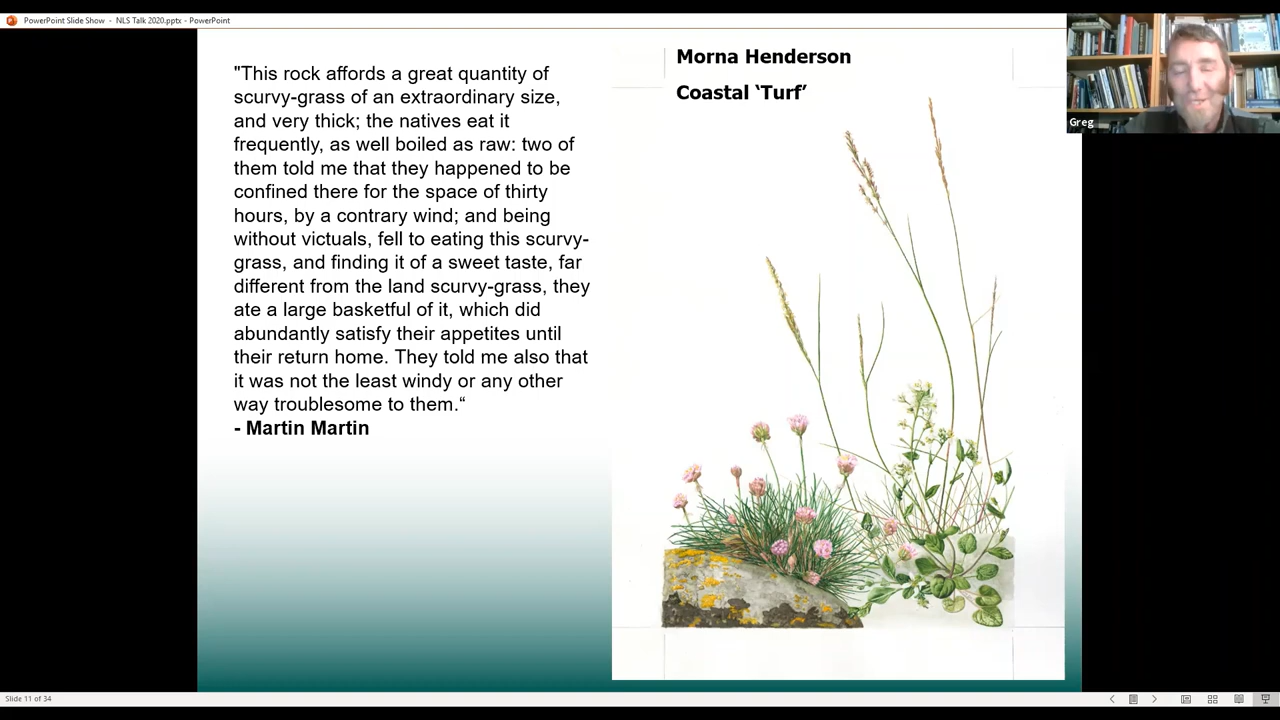 PowerPoint Slide Show - NLS Talk 2020.pptx - PowerPoint
"This rock affords a great quantity of
scurvy-grass of an extraordinary size,
and very thick; the natives eat it
frequently, as well boiled as raw: two of
them told me that they happened to be
confined there for the space of thirty
hours, by a contrary wind; and being
without victuals, fell to eating this scurvy-
grass, and finding it of a sweet taste, far
different from the land scurvy-grass, they
ate a large basketful of it, which did
abundantly satisfy their appetites until
their return home. They told me also that
it was not the least windy or any other
way troublesome to them.“
- Martin Martin
Morna Henderson
Coastal ‘Turf’
Greg
Slide 11 of 34